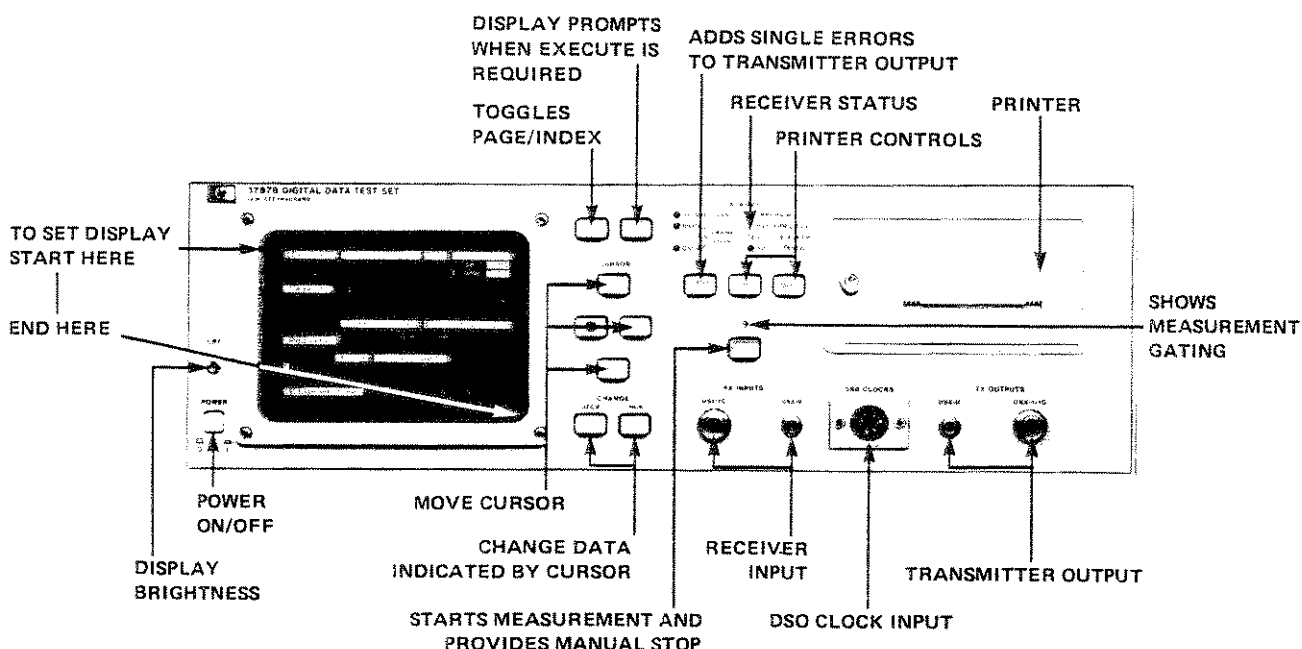 DISPLAY PROMPTS
WHEN EXECUTE IS
REQUIRED
ADDS SINGLE ERRORS
TO TRANSMITTER OUTPUT
RECEIVER STATUS
PRINTER
TOGGLES
PAGE/INDEX
PRINTER CONTROLS
DIGITAL DATA TEST SET
TO SET DISPLAY
START HERE
END HERE
CURSOR
SHOWS
MEASUREMENT
GATING
POWER
CHANGE
RX INPUTS
DSO CLOCKS
TX OUTPUTS
POWER
ON/OFF
MOVE CURSOR
DISPLAY
BRIGHTNESS
CHANGE DATA
INDICATED BY CURSOR
RECEIVER
INPUT
TRANSMITTER OUTPUT
STARTS MEASUREMENT AND
PROVIDES MANUAL STOP
DSO CLOCK INPUT